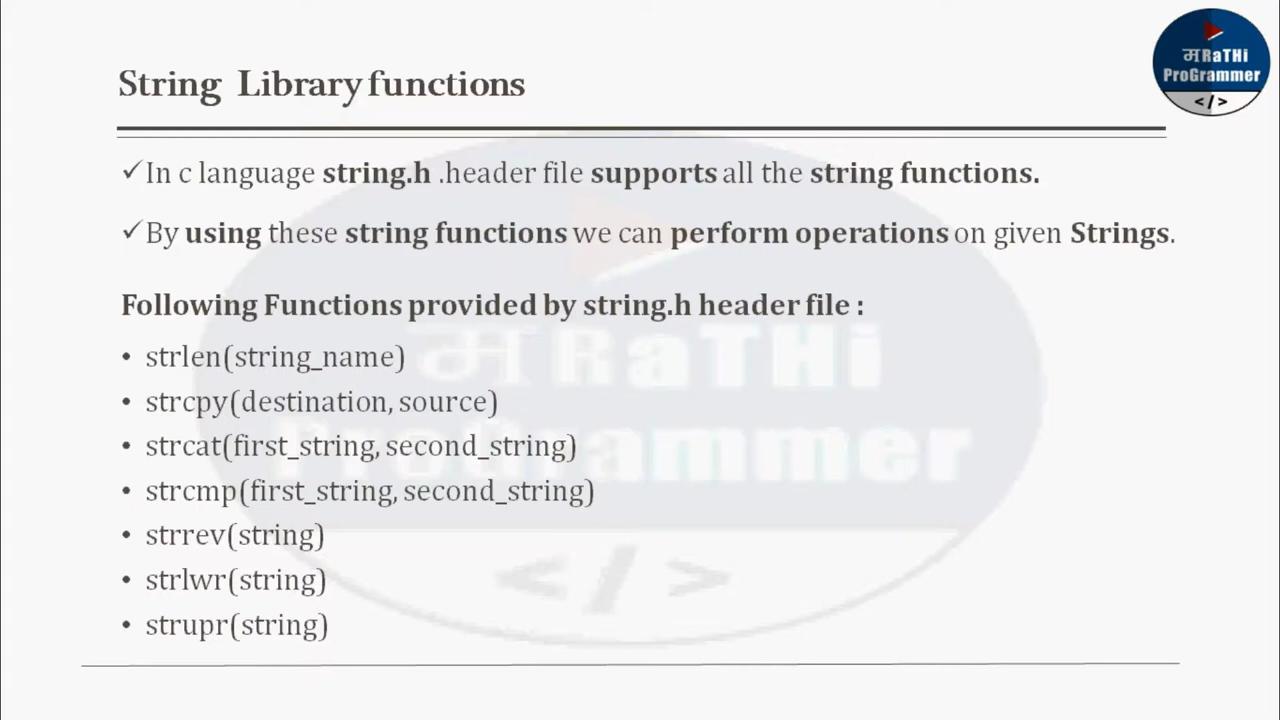 String Library functions
मRaTHi
ProGrammer
</>
✓In c language string.h .header file supports all the string functions.
✓By using these string functions we can perform operations on given Strings.
Following Functions provided by string.h header file :
• strlen(string_name)
• strcpy(destination, source)
• strcat(first_string, second_string)
• strcmp(first_string, second_string)
• strrev(string)
• strlwr(string)
• strupr(string)
मRaTHi
ProGrammer
</>